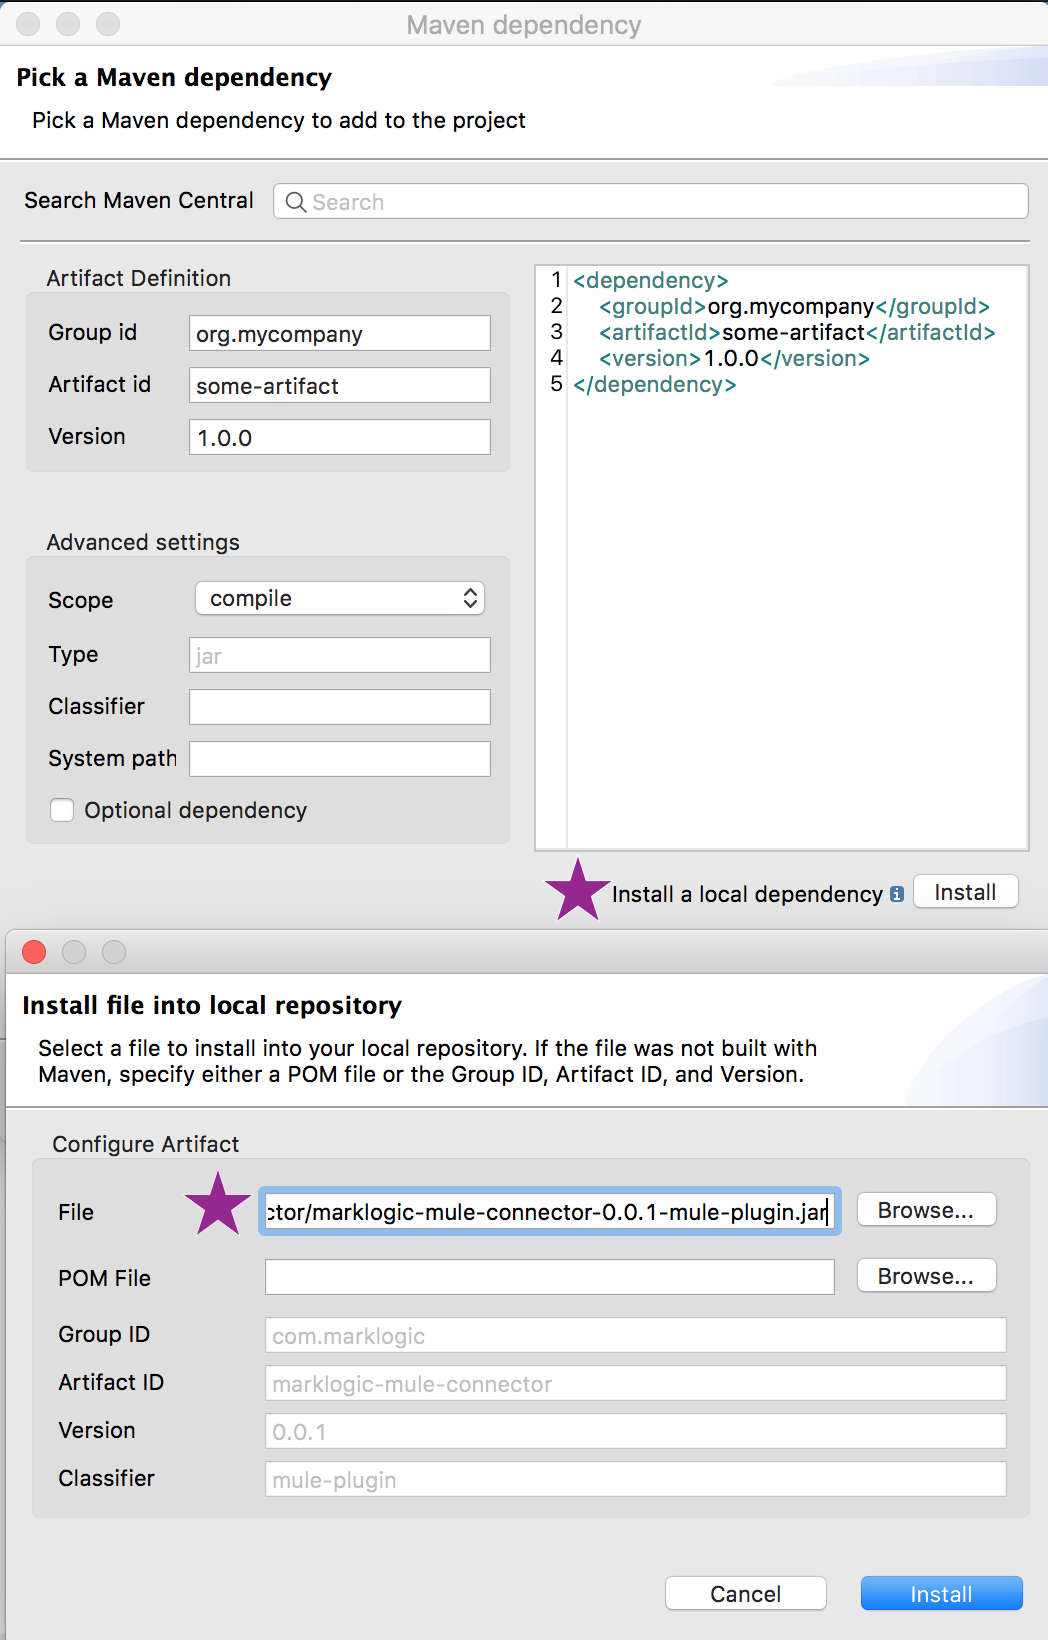 Maven dependency
Pick a Maven dependency
Pick a Maven dependency to add to the project
Search Maven Central
Search
Artifact Definition
Group id
org.mycompany
Artifact id
some-artifact
Version
1.0.0
Advanced settings
Scope
compile
Type
jar
Classifier
System path
Optional dependency
1 <dependency>
2 <groupId>org.mycompany</groupId>
3 <artifactId>some-artifact</artifactId>
4 <version>1.0.0</version>
5 </dependency>
Install a local dependency
Install
Install file into local repository
Select a file to install into your local repository. If the file was not built with
Maven, specify either a POM file or the Group ID, Artifact ID, and Version.
Configure Artifact
File
ctor/marklogic-mule-connector-0.0.1-mule-plugin.jar
Browse...
POM File
Browse...
Group ID
com.marklogic
Artifact ID
marklogic-mule-connector
Version
0.0.1
Classifier
mule-plugin
Cancel
Install